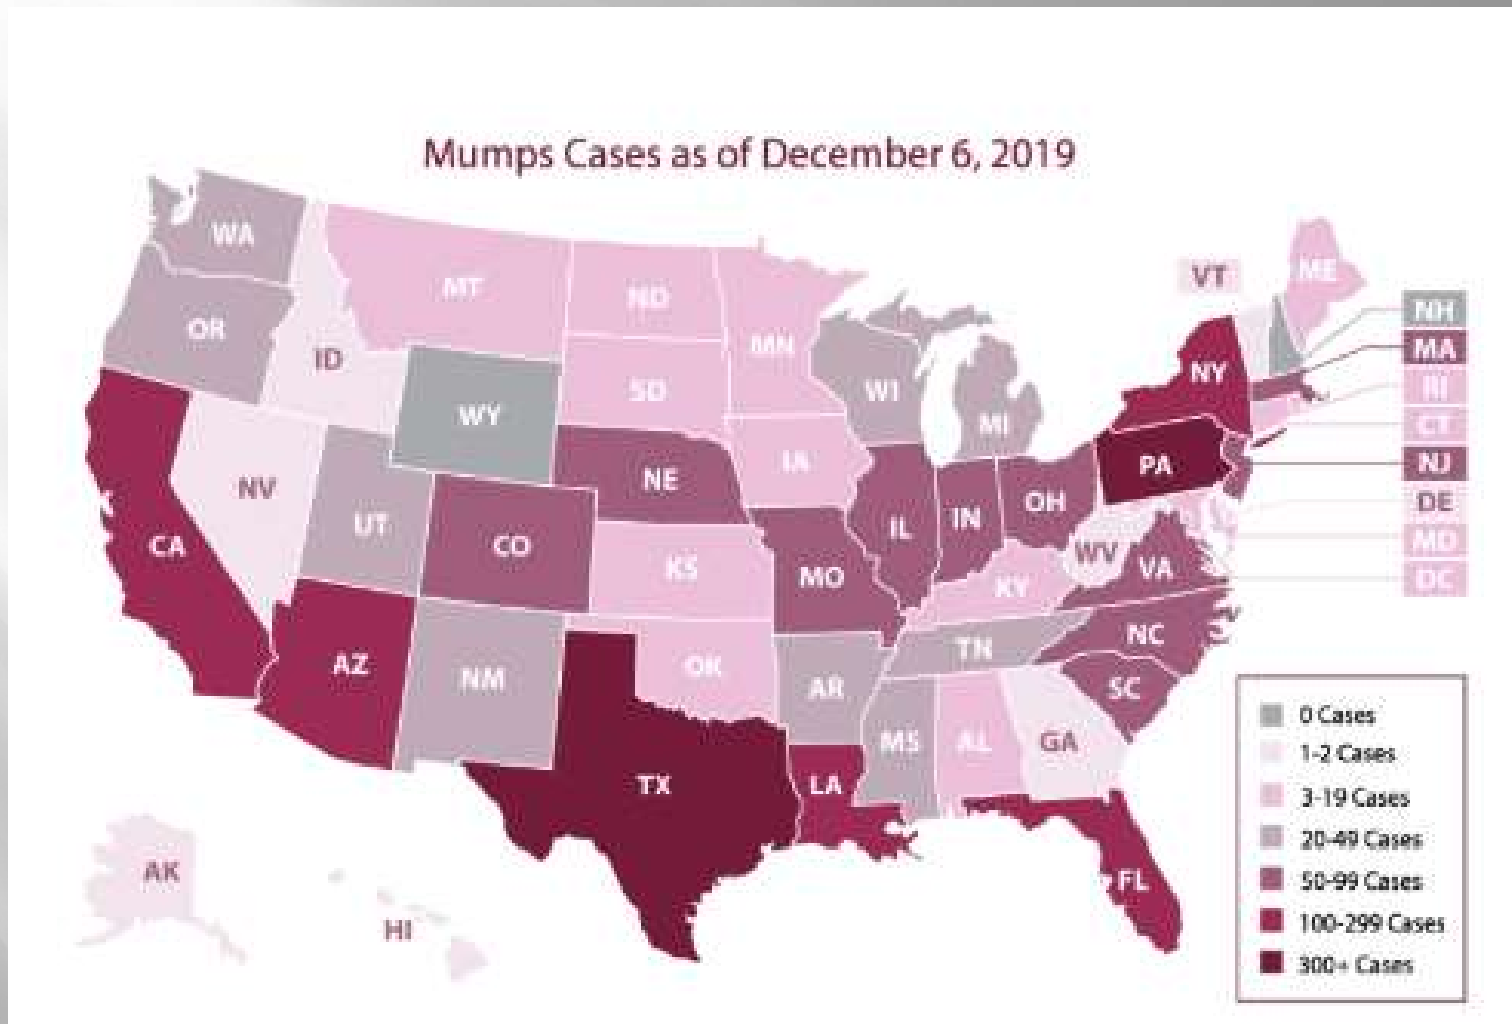 Mumps Cases as of December 6, 2019
WA
MT
ND
MN
VT
ME
OR
ID
SD
WI
MI
NY
NH
MA
RI
CT
NJ
DE
MD
DC
WY
NE
IA
PA
NV
UT
CO
KS
MO
IL
IN
OH
WV
VA
KY
CA
AZ
NM
OK
AR
TN
NC
SC
MS
AL
GA
TX
LA
FL
AK
HI
0 Cases
1-2 Cases
3-19 Cases
20-49 Cases
50-99 Cases
100-299 Cases
300+ Cases